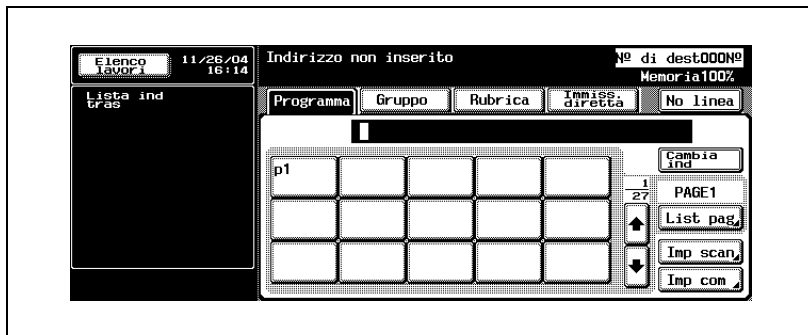 Elenco
lavori
11/26/04
16:14
Indirizzo non inserito
Nº di dest000Nº
Memoria100%
Lista ind
tras
Programma
Gruppo
Rubrica
Immiss.
diretta
No linea
Cambia
ind
p1
1
27
PAGE1
List pag
Imp scan
Imp com